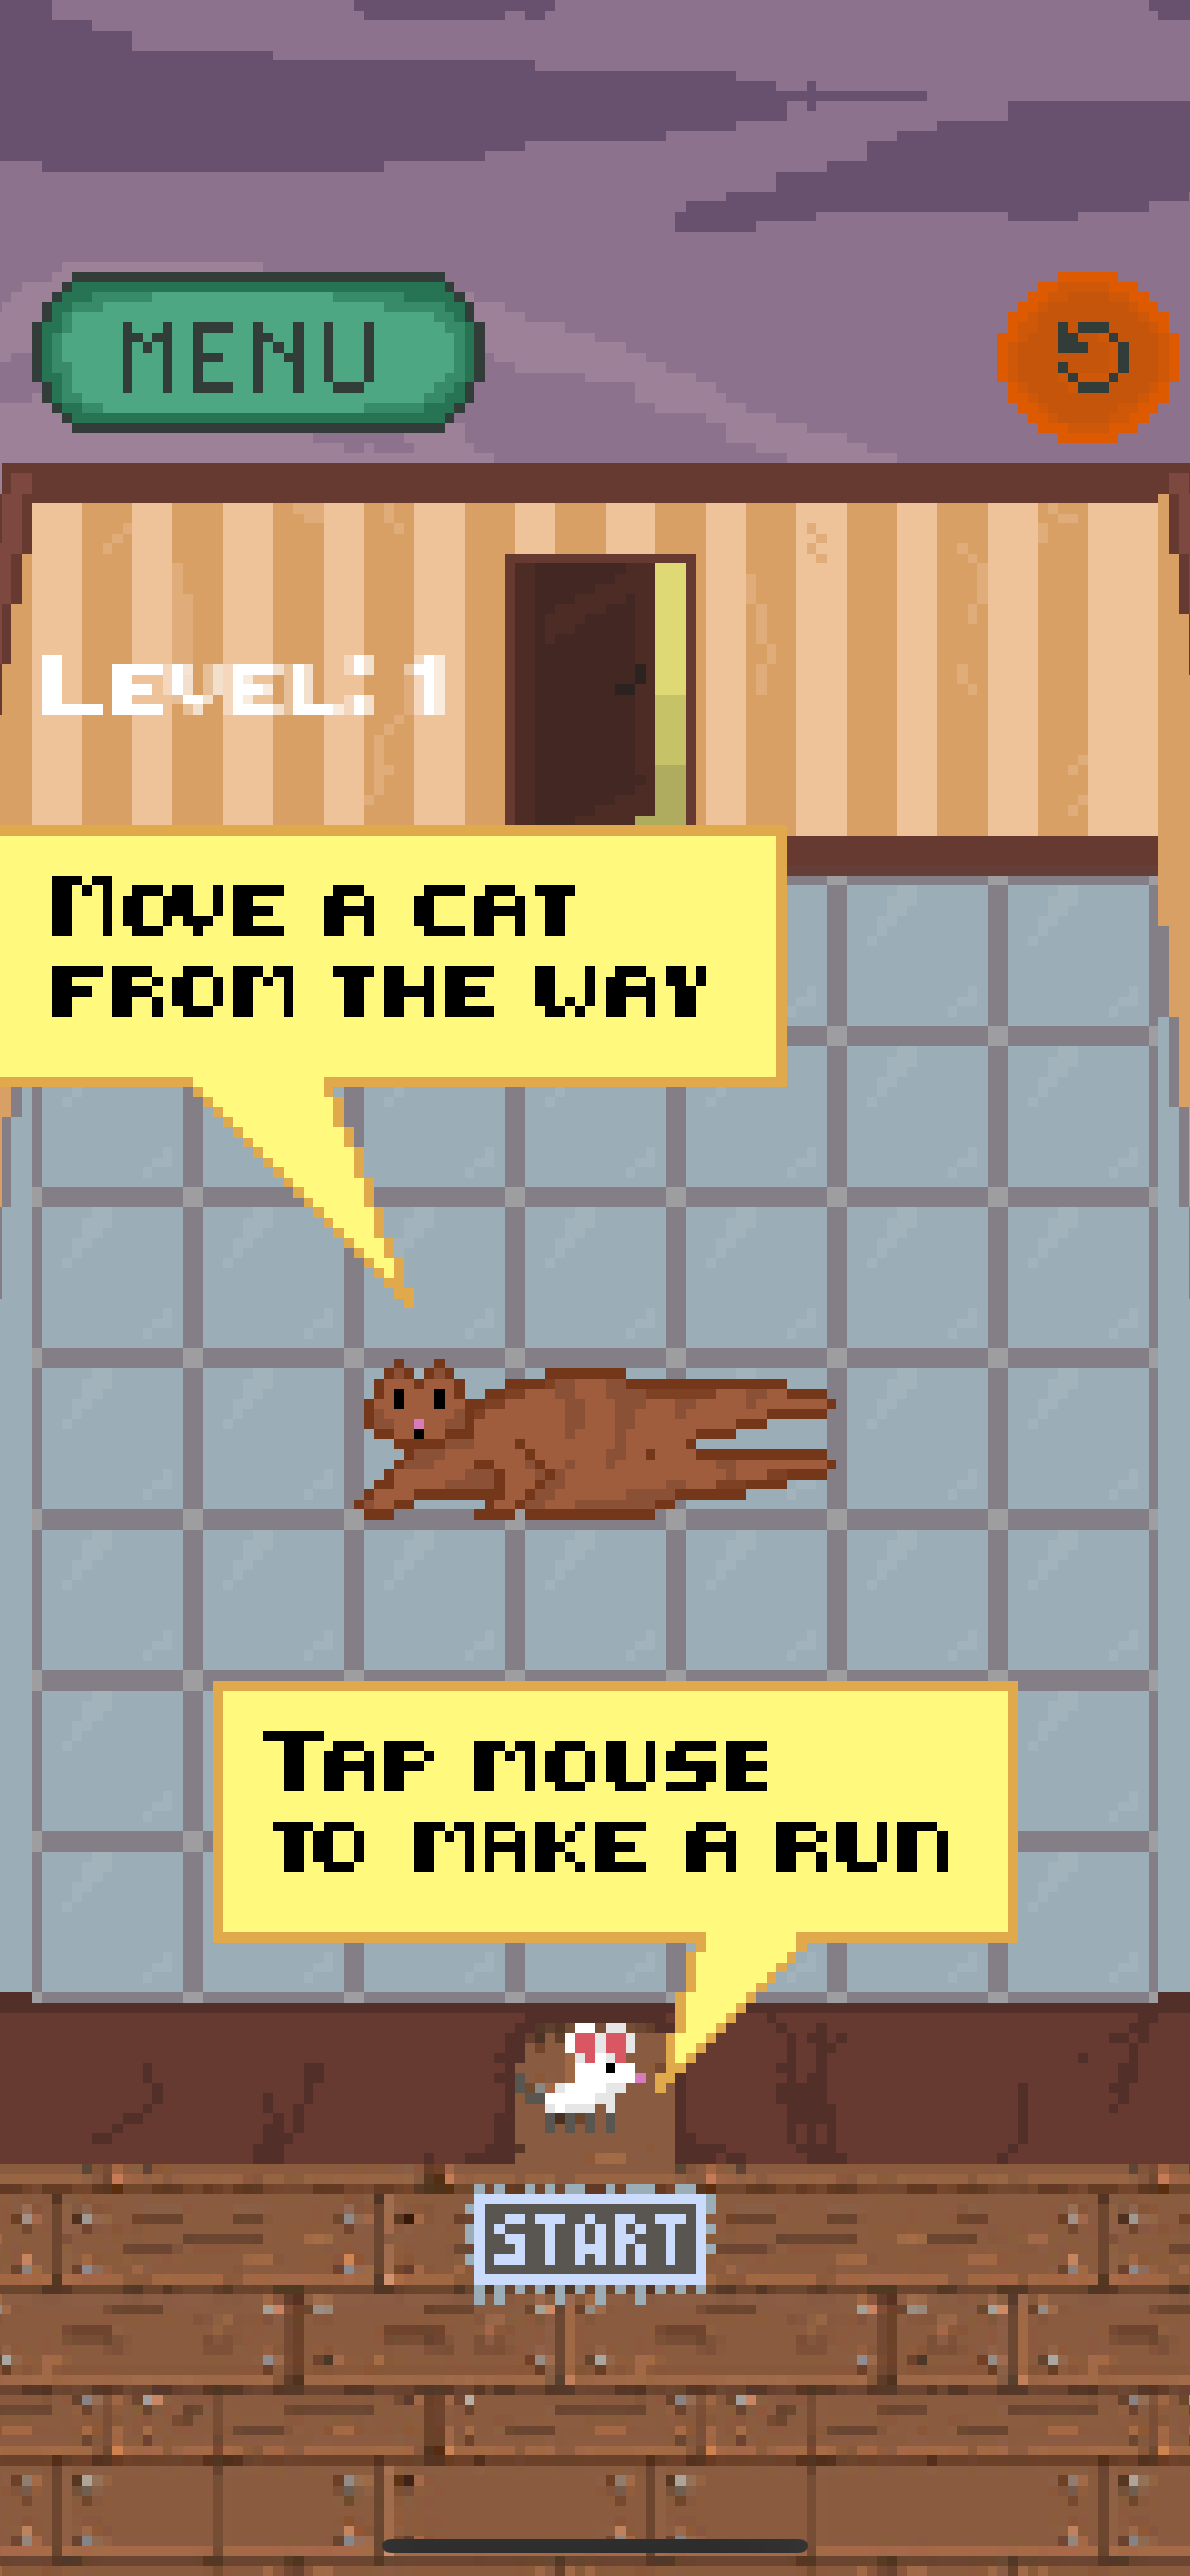 MENU
LEVEL: 1
MOVE A CAT
FROM THE WAY
TAP MOUSE
TO MAKE A RUN
START